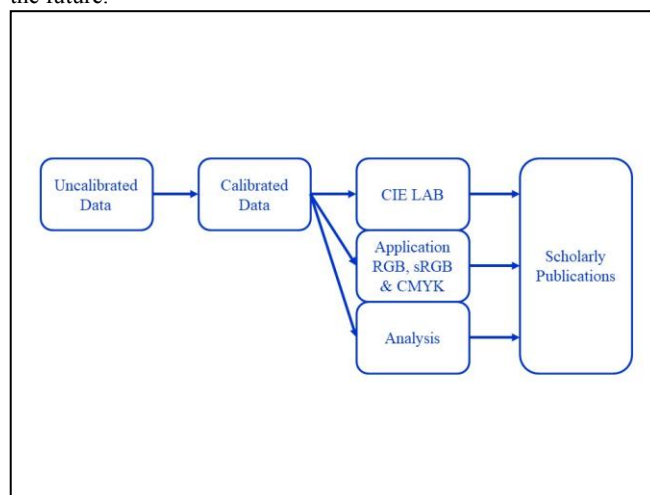 the future.
Uncalibrated
Data
Calibrated
Data
CIE LAB
Application
RGB, sRGB
& CMYK
Analysis
Scholarly
Publications